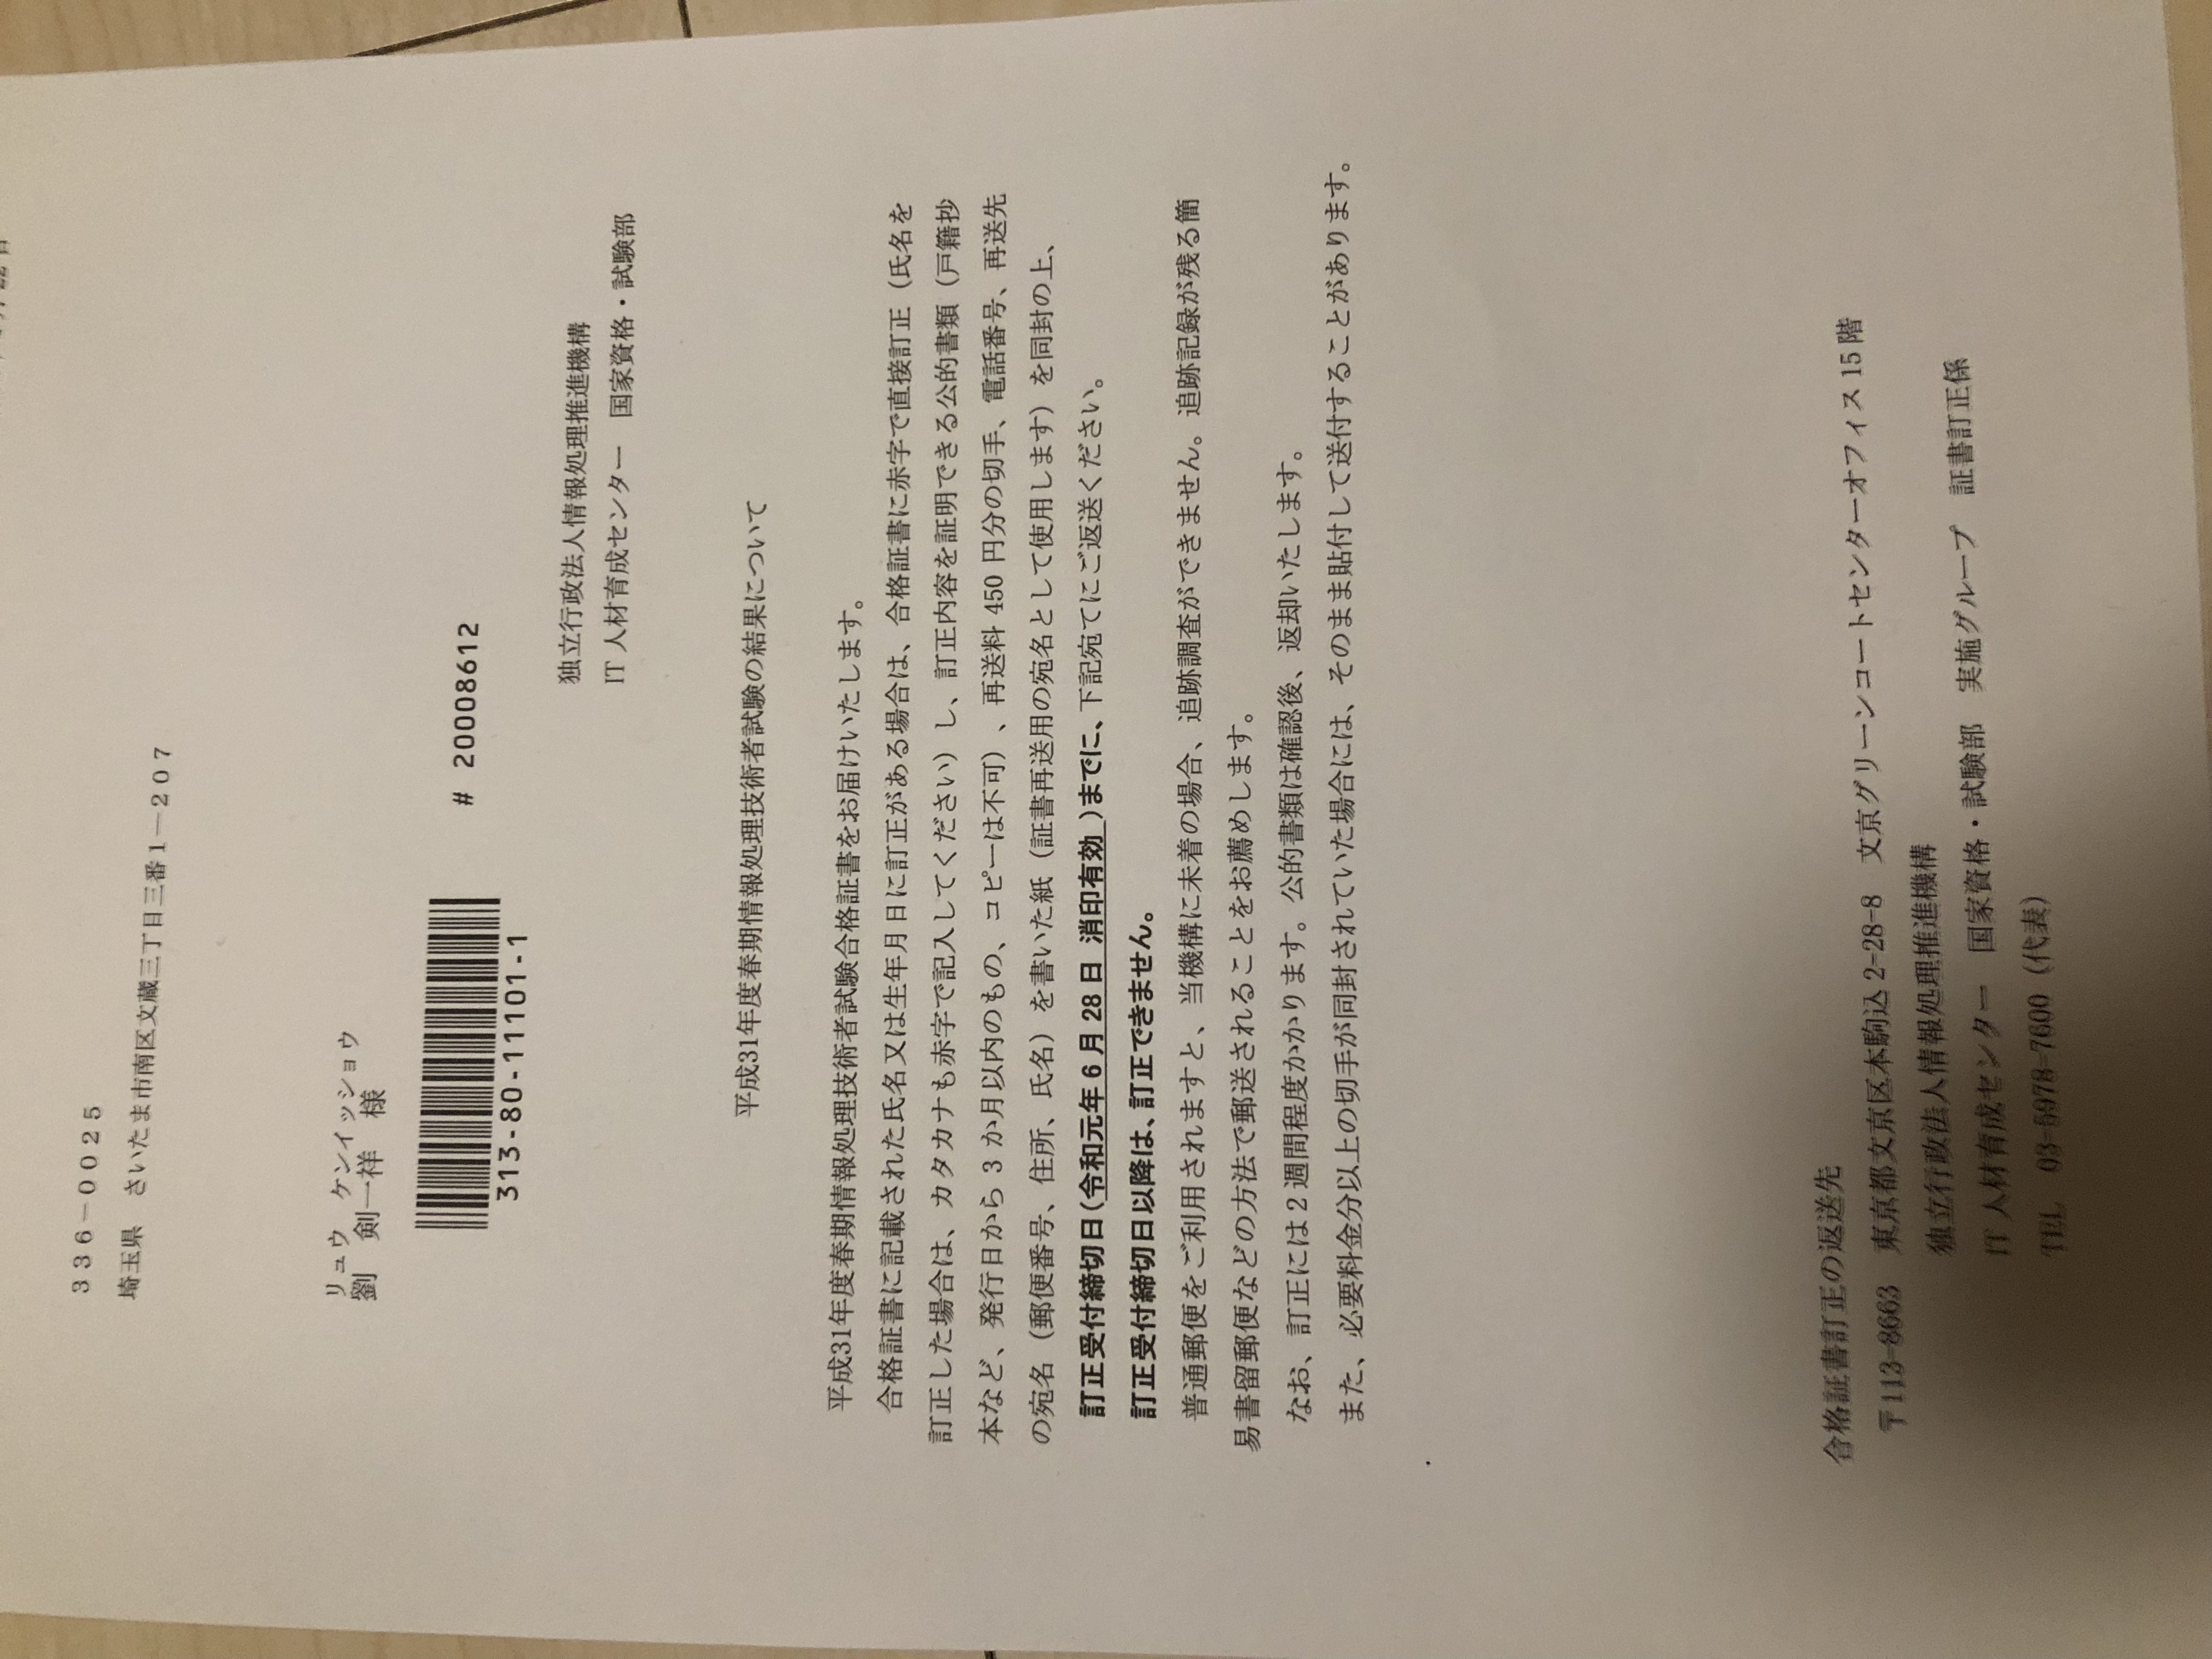 22日
３３６－００２５
埼玉県　さいたま市南区文蔵三丁目三番１－２０７
リュウ　ケンイッショウ
劉　剣一祥　様
313-80-11101-1
# 20008612
独立行政法人情報処理推進機構
IT 人材育成センター　国家資格・試験部
平成31年度春期情報処理技術者試験の結果について
平成31年度春期情報処理技術者試験合格証書をお届けいたします。
合格証書に記載された氏名又は生年月日に訂正がある場合は、合格証書に赤字で直接訂正（氏名を
訂正した場合は、カタカナも赤字で記入してください）し、訂正内容を証明できる公的書類（戸籍抄
本など、発行日から 3 か月以内のもの、コピーは不可）、再送料 450 円分の切手、電話番号、再送先
の宛名（郵便番号、住所、氏名）を書いた紙（証書再送用の宛名として使用します）を同封の上、
訂正受付締切日（令和元年 6 月 28 日 消印有効 ）までに、下記宛てにご返送ください。
訂正受付締切日以降は、訂正できません。
普通郵便をご利用されますと、当機構に未着の場合、追跡調査ができません。追跡記録が残る簡
易書留郵便などの方法で郵送されることをお薦めします。
なお、訂正には 2 週間程度かかります。公的書類は確認後、返却いたします。
また、必要料金分以上の切手が同封されていた場合には、そのまま貼付して送付することがあります。
合格証書訂正の返送先
〒113-8663　東京都文京区本駒込 2-28-8　文京グリーンコートセンターオフィス 15 階
独立行政法人情報処理推進機構
IT 人材育成センター　国家資格・試験部　実施グループ　証書訂正係
TEL　03-5978-7600（代表）